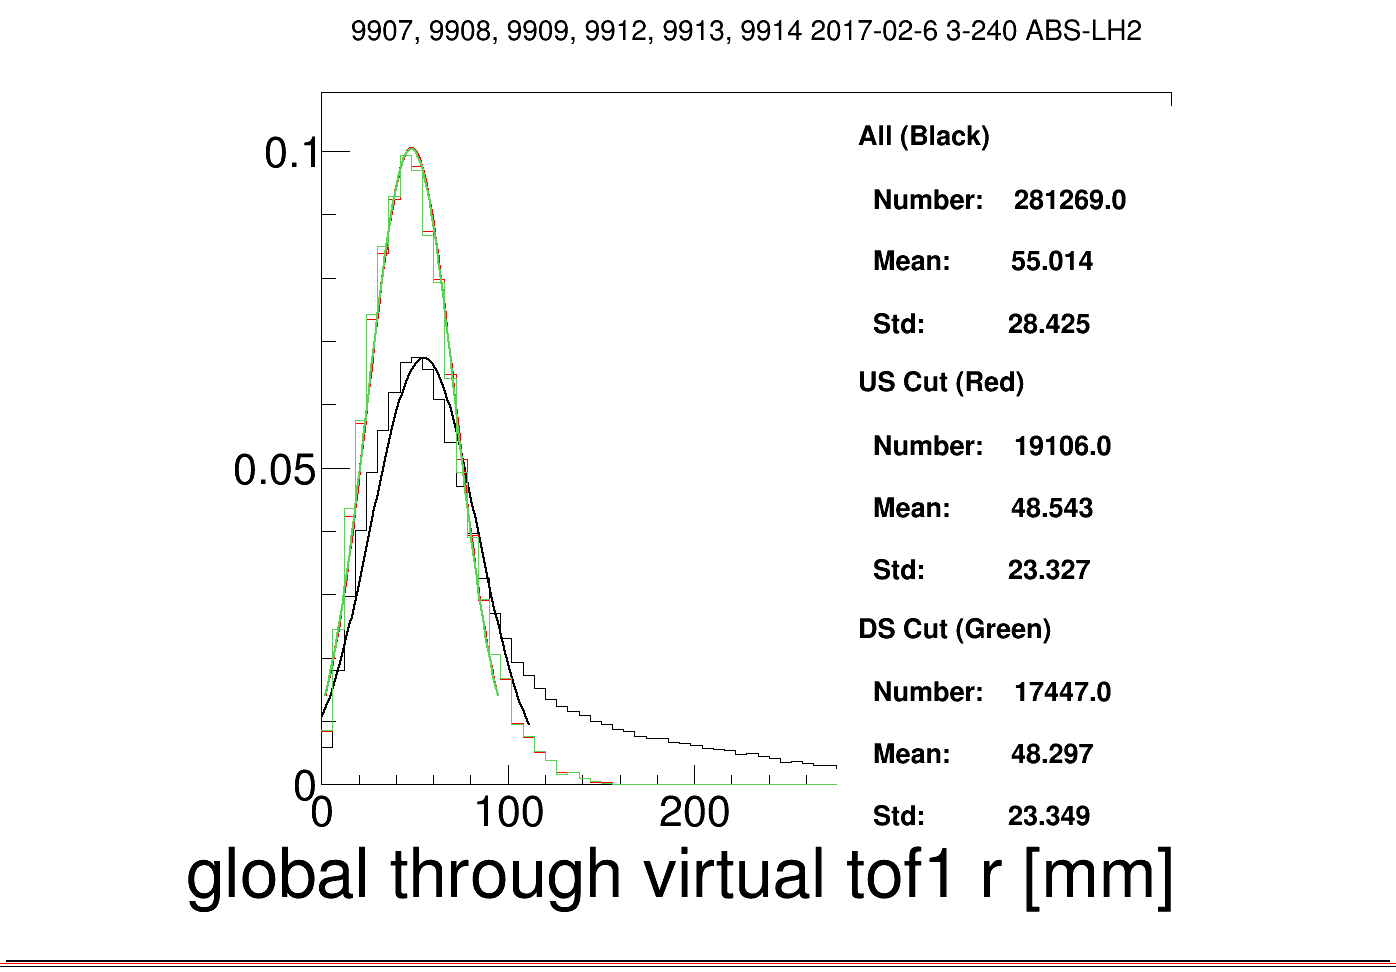 9907, 9908, 9909, 9912, 9913, 9914 2017-02-6 3-240 ABS-LH2
All (Black)
Number: 281269.0
Mean: 55.014
Std: 28.425
US Cut (Red)
Number: 19106.0
Mean: 48.543
Std: 23.327
DS Cut (Green)
Number: 17447.0
Mean: 48.297
Std: 23.349
0.1
0.05
0
0 100 200
global through virtual tof1 r [mm]